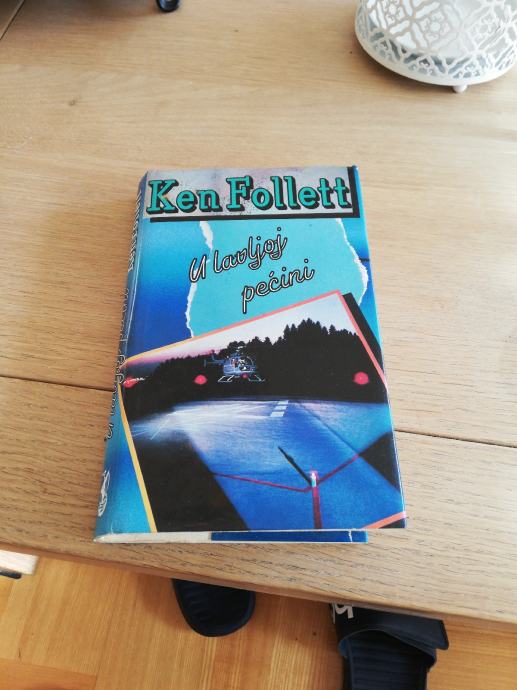 Ken Follett
U lavljoj
pećini